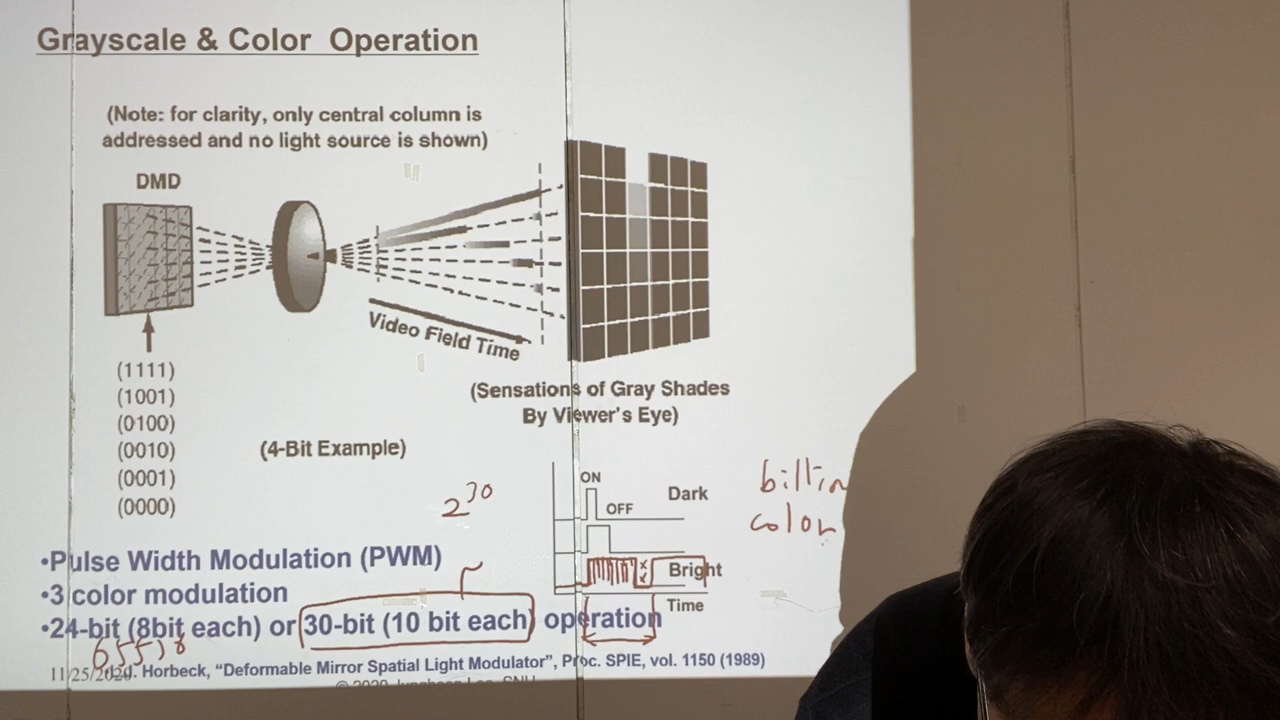 Grayscale & Color Operation
(Note: for clarity, only central column is
addressed and no light source is shown)
DMD
Video Field Time
(1111)
(1001)
(0100)
(0010)
(0001)
(0000)
(4-Bit Example)
(Sensations of Gray Shades
By Viewer's Eye)
2^30
ON
OFF
Dark
Bright
Time
billion
color
•Pulse Width Modulation (PWM)
•3 color modulation
•24-bit (8bit each) or 30-bit (10 bit each) operation
11/25/2020
J. Horbeck, "Deformable Mirror Spatial Light Modulator", Proc. SPIE, vol. 1150 (1989)